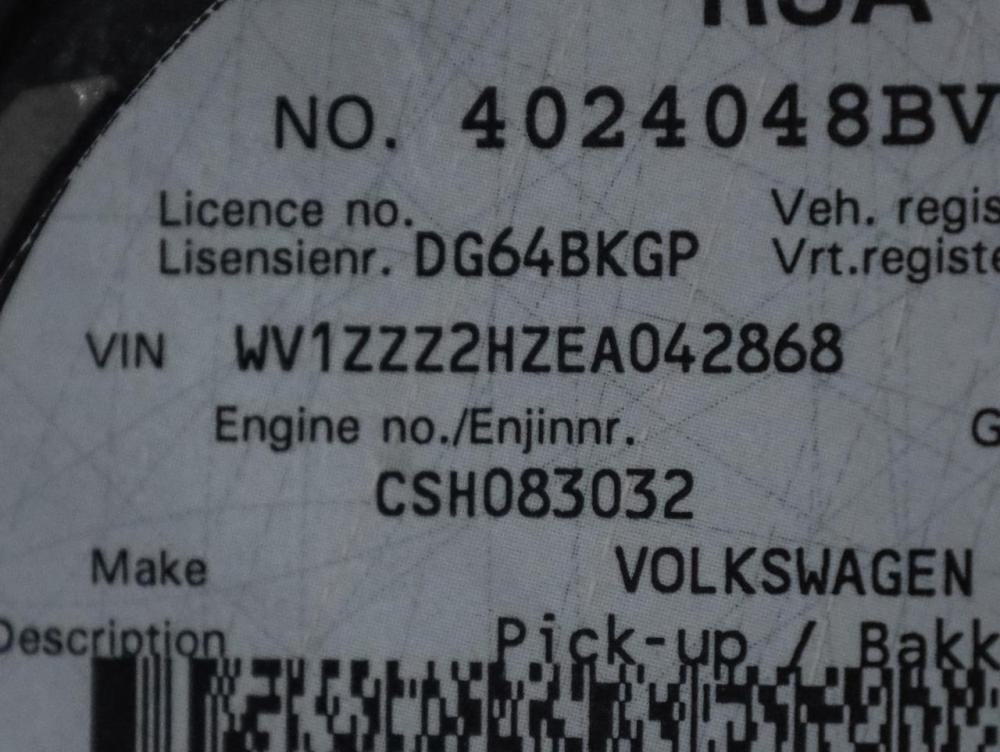 RSA
NO. 4024048BV
Licence no.
Lisensienr. DG64BKGP
Veh. regis
Vrt.registe
VIN WV1ZZZ2HZEA042868
Engine no./Enjinnr.
G
CSH083032
Make VOLKSWAGEN
Description Pick-up / Bakk